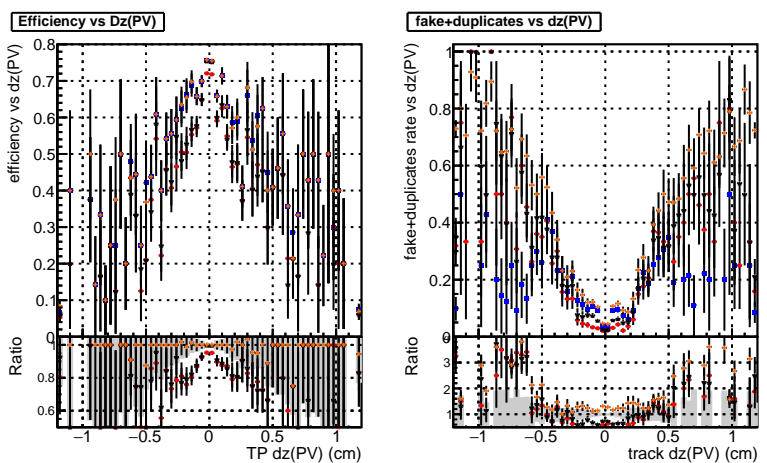 Efficiency vs Dz(PV)
efficiency vs dz(PV)
0.8
0.7
0.6
0.5
0.4
0.3
0.2
0.1
0
Ratio
0.8
0.6
−1 −0.5 0 0.5 1
TP dz(PV) (cm)
fake+duplicates vs dz(PV)
fake+duplicates rate vs dz(PV)
1
0.8
0.6
0.4
0.2
0
Ratio
3
2
1
−1 −0.5 0 0.5 1
track dz(PV) (cm)